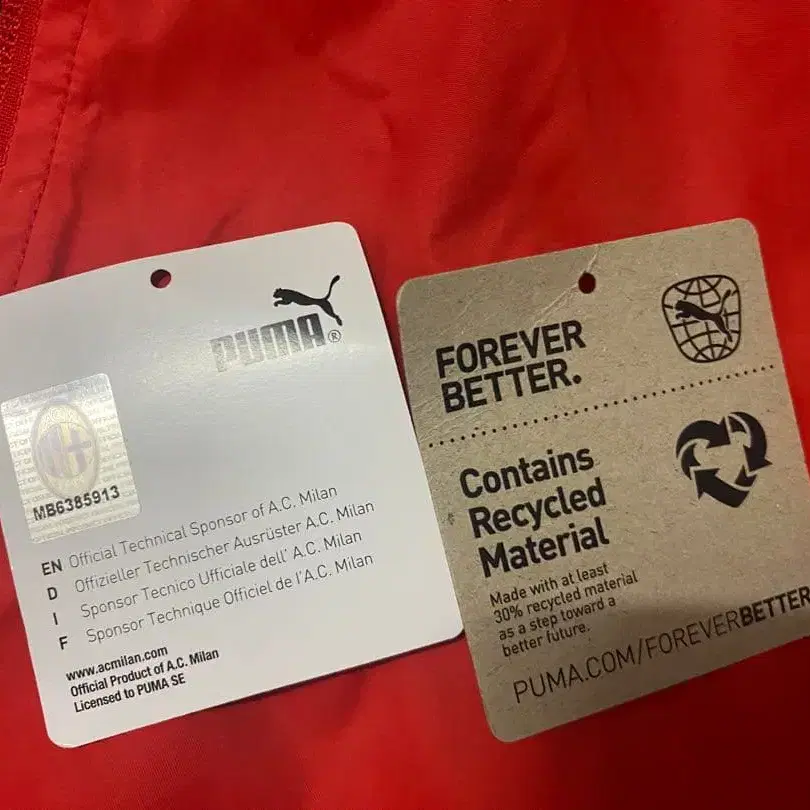 PUMA®
MB6385913
EN Official Technical Sponsor of A.C. Milan
D Offizieller Technischer Ausrüster A.C. Milan
I Sponsor Tecnico Ufficiale dell' A.C. Milan
F Sponsor Technique Officiel de l'A.C. Milan
www.acmilan.com
Official Product of A.C. Milan
Licensed to PUMA SE
FOREVER
BETTER.
Contains
Recycled
Material
Made with at least
30% recycled material
as a step toward a
better future.
PUMA.COM/FOREVERBETTER